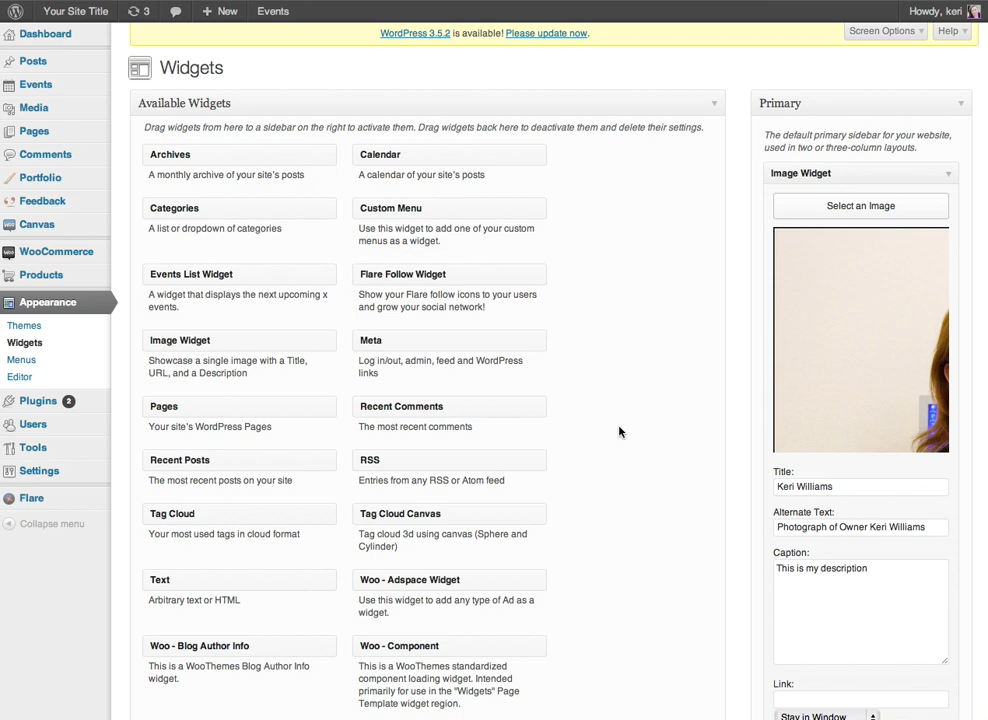 Your Site Title 3 New Events Howdy, keri
Dashboard
Posts
Events
Media
Pages
Comments
Portfolio
Feedback
Canvas
WooCommerce
Products
Appearance
Themes
Widgets
Menus
Editor
Plugins 2
Users
Tools
Settings
Flare
Collapse menu
WordPress 3.5.2 is available! Please update now.
Screen Options Help
Widgets
Available Widgets
Drag widgets from here to a sidebar on the right to activate them. Drag widgets back here to deactivate them and delete their settings.
Archives
A monthly archive of your site's posts
Calendar
A calendar of your site's posts
Categories
A list or dropdown of categories
Custom Menu
Use this widget to add one of your custom
menus as a widget.
Events List Widget
A widget that displays the next upcoming x
events.
Flare Follow Widget
Show your Flare follow icons to your users
and grow your social network!
Image Widget
Showcase a single image with a Title,
URL, and a Description
Meta
Log in/out, admin, feed and WordPress
links
Pages
Your site's WordPress Pages
Recent Comments
The most recent comments
Recent Posts
The most recent posts on your site
RSS
Entries from any RSS or Atom feed
Tag Cloud
Your most used tags in cloud format
Tag Cloud Canvas
Tag cloud 3d using canvas (Sphere and
Cylinder)
Text
Arbitrary text or HTML
Woo - Adspace Widget
Use this widget to add any type of Ad as a
widget.
Woo - Blog Author Info
This is a WooThemes Blog Author Info
widget.
Woo - Component
This is a WooThemes standardized
component loading widget. Intended
primarily for use in the "Widgets" Page
Template widget region.
Primary
The default primary sidebar for your website,
used in two or three-column layouts.
Image Widget
Select an Image
Title:
Keri Williams
Alternate Text:
Photograph of Owner Keri Williams
Caption:
This is my description
Link:
Stay in Window